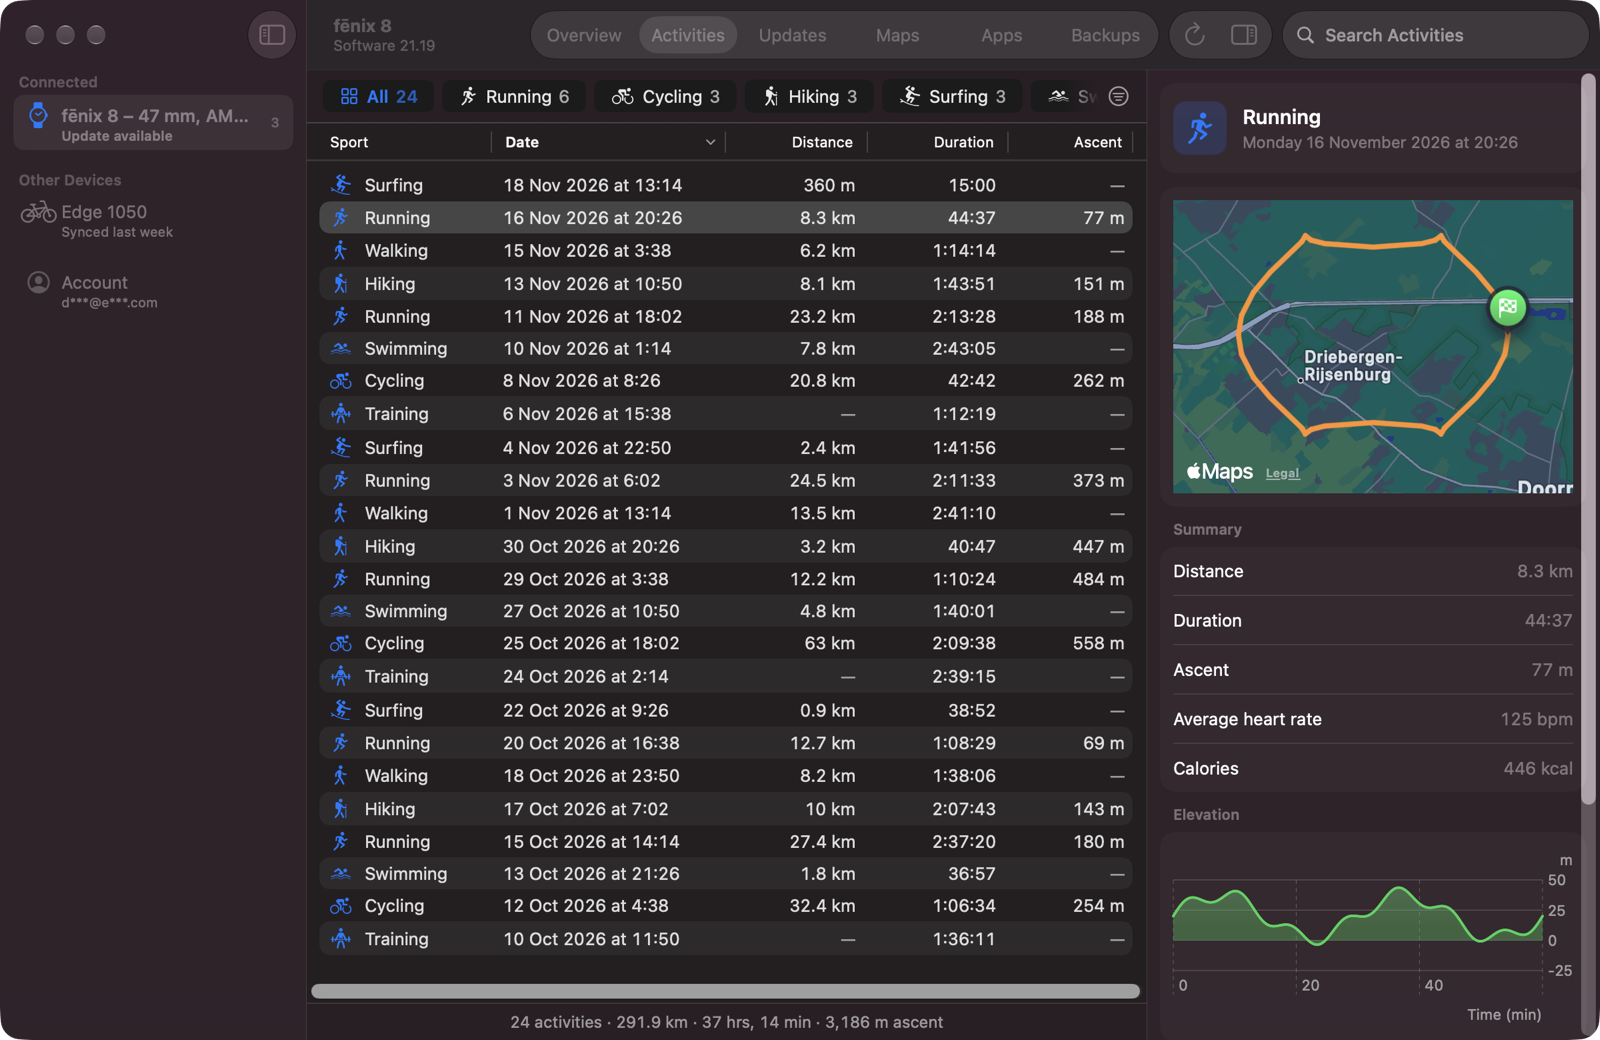 fēnix 8
Software 21.19
Overview
Activities
Updates
Maps
Apps
Backups
Search Activities
Connected
fēnix 8 – 47 mm, AM...
Update available
3
Other Devices
Edge 1050
Synced last week
Account
d***@e***.com
All 24
Running 6
Cycling 3
Hiking 3
Surfing 3
Sw
Sport Date Distance Duration Ascent
Surfing 18 Nov 2026 at 13:14 360 m 15:00 —
Running 16 Nov 2026 at 20:26 8.3 km 44:37 77 m
Walking 15 Nov 2026 at 3:38 6.2 km 1:14:14 —
Hiking 13 Nov 2026 at 10:50 8.1 km 1:43:51 151 m
Running 11 Nov 2026 at 18:02 23.2 km 2:13:28 188 m
Swimming 10 Nov 2026 at 1:14 7.8 km 2:43:05 —
Cycling 8 Nov 2026 at 8:26 20.8 km 42:42 262 m
Training 6 Nov 2026 at 15:38 — 1:12:19 —
Surfing 4 Nov 2026 at 22:50 2.4 km 1:41:56 —
Running 3 Nov 2026 at 6:02 24.5 km 2:11:33 373 m
Walking 1 Nov 2026 at 13:14 13.5 km 2:41:10 —
Hiking 30 Oct 2026 at 20:26 3.2 km 40:47 447 m
Running 29 Oct 2026 at 3:38 12.2 km 1:10:24 484 m
Swimming 27 Oct 2026 at 10:50 4.8 km 1:40:01 —
Cycling 25 Oct 2026 at 18:02 63 km 2:09:38 558 m
Training 24 Oct 2026 at 2:14 — 2:39:15 —
Surfing 22 Oct 2026 at 9:26 0.9 km 38:52 —
Running 20 Oct 2026 at 16:38 12.7 km 1:08:29 69 m
Walking 18 Oct 2026 at 23:50 8.2 km 1:38:06 —
Hiking 17 Oct 2026 at 7:02 10 km 2:07:43 143 m
Running 15 Oct 2026 at 14:14 27.4 km 2:37:20 180 m
Swimming 13 Oct 2026 at 21:26 1.8 km 36:57 —
Cycling 12 Oct 2026 at 4:38 32.4 km 1:06:34 254 m
Training 10 Oct 2026 at 11:50 — 1:36:11 —
24 activities · 291.9 km · 37 hrs, 14 min · 3,186 m ascent
Running
Monday 16 November 2026 at 20:26
Driebergen-
Rijsenburg
Maps Legal
Doorr
Summary
Distance 8.3 km
Duration 44:37
Ascent 77 m
Average heart rate 125 bpm
Calories 446 kcal
Elevation
m
50
25
0
-25
0 20 40
Time (min)